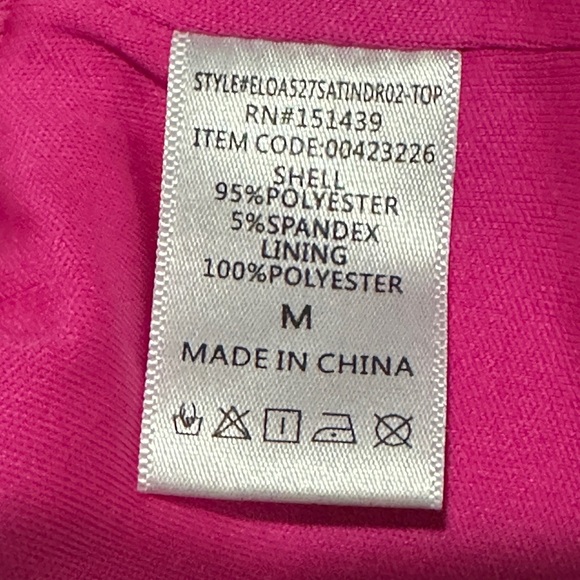 STYLE#ELOA527SATINDR02-TOP
RN#151439
ITEM CODE:00423226
SHELL
95%POLYESTER
5%SPANDEX
LINING
100%POLYESTER
M
MADE IN CHINA